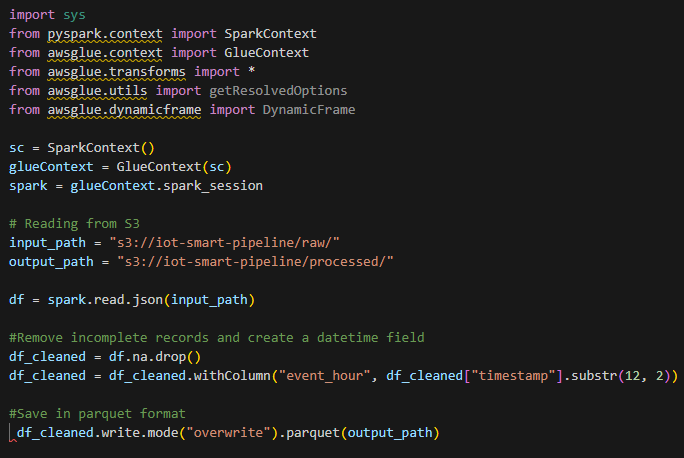 import sys
from pyspark.context import SparkContext
from awsglue.context import GlueContext
from awsglue.transforms import *
from awsglue.utils import getResolvedOptions
from awsglue.dynamicframe import DynamicFrame

sc = SparkContext()
glueContext = GlueContext(sc)
spark = glueContext.spark_session

# Reading from S3
input_path = "s3://iot-smart-pipeline/raw/"
output_path = "s3://iot-smart-pipeline/processed/"

df = spark.read.json(input_path)

#Remove incomplete records and create a datetime field
df_cleaned = df.na.drop()
df_cleaned = df_cleaned.withColumn("event_hour", df_cleaned["timestamp"].substr(12, 2))

#Save in parquet format
 df_cleaned.write.mode("overwrite").parquet(output_path)